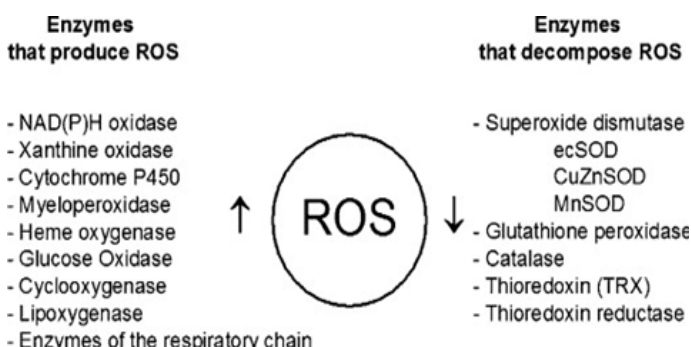 Enzymes
that produce ROS
- NAD(P)H oxidase
- Xanthine oxidase
- Cytochrome P450
- Myeloperoxidase
- Heme oxygenase
- Glucose Oxidase
- Cyclooxygenase
- Lipoxygenase
- Enzymes of the respiratory chain
↑
ROS
↓
Enzymes
that decompose ROS
- Superoxide dismutase
ecSOD
CuZnSOD
MnSOD
- Glutathione peroxidase
- Catalase
- Thioredoxin (TRX)
- Thioredoxin reductase